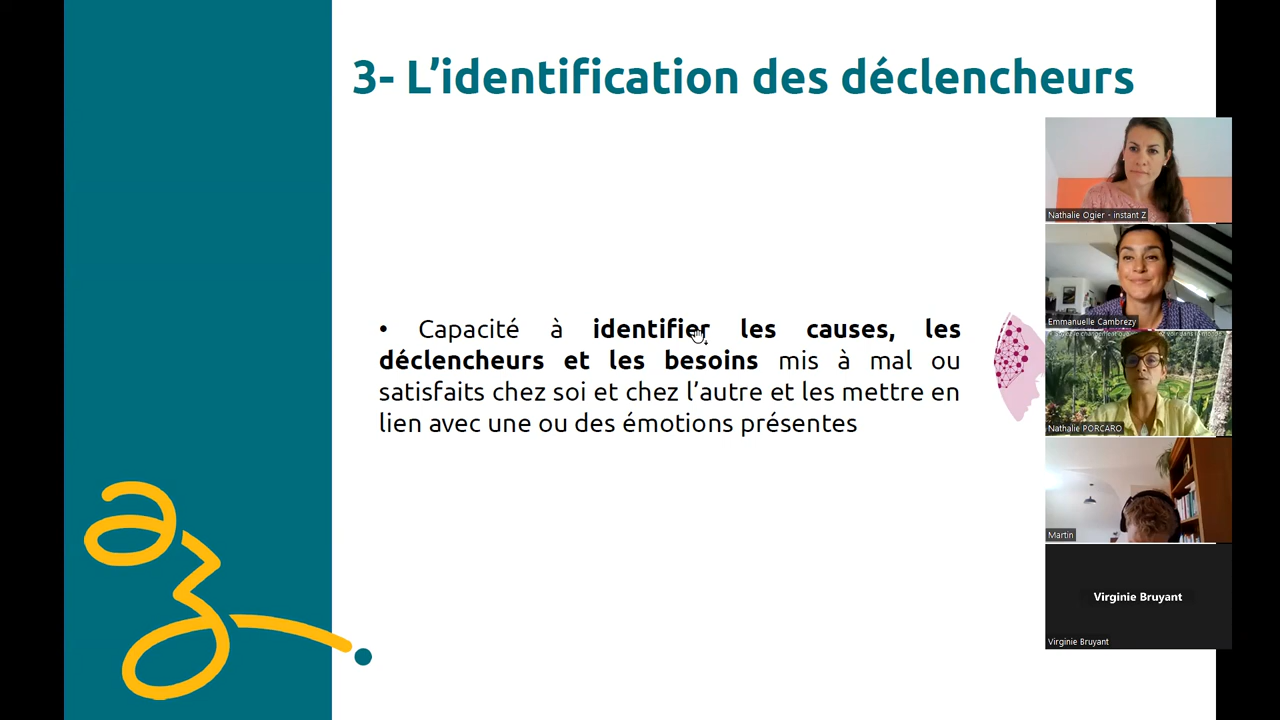 3- L’identification des déclencheurs
• Capacité à identifier les causes, les
déclencheurs et les besoins mis à mal ou
satisfaits chez soi et chez l’autre et les mettre en
lien avec une ou des émotions présentes
Nathalie Ogier - instant Z
Emmanuelle Cambrezy
Nathalie PORCARO
Martin
Virginie Bruyant
Virginie Bruyant